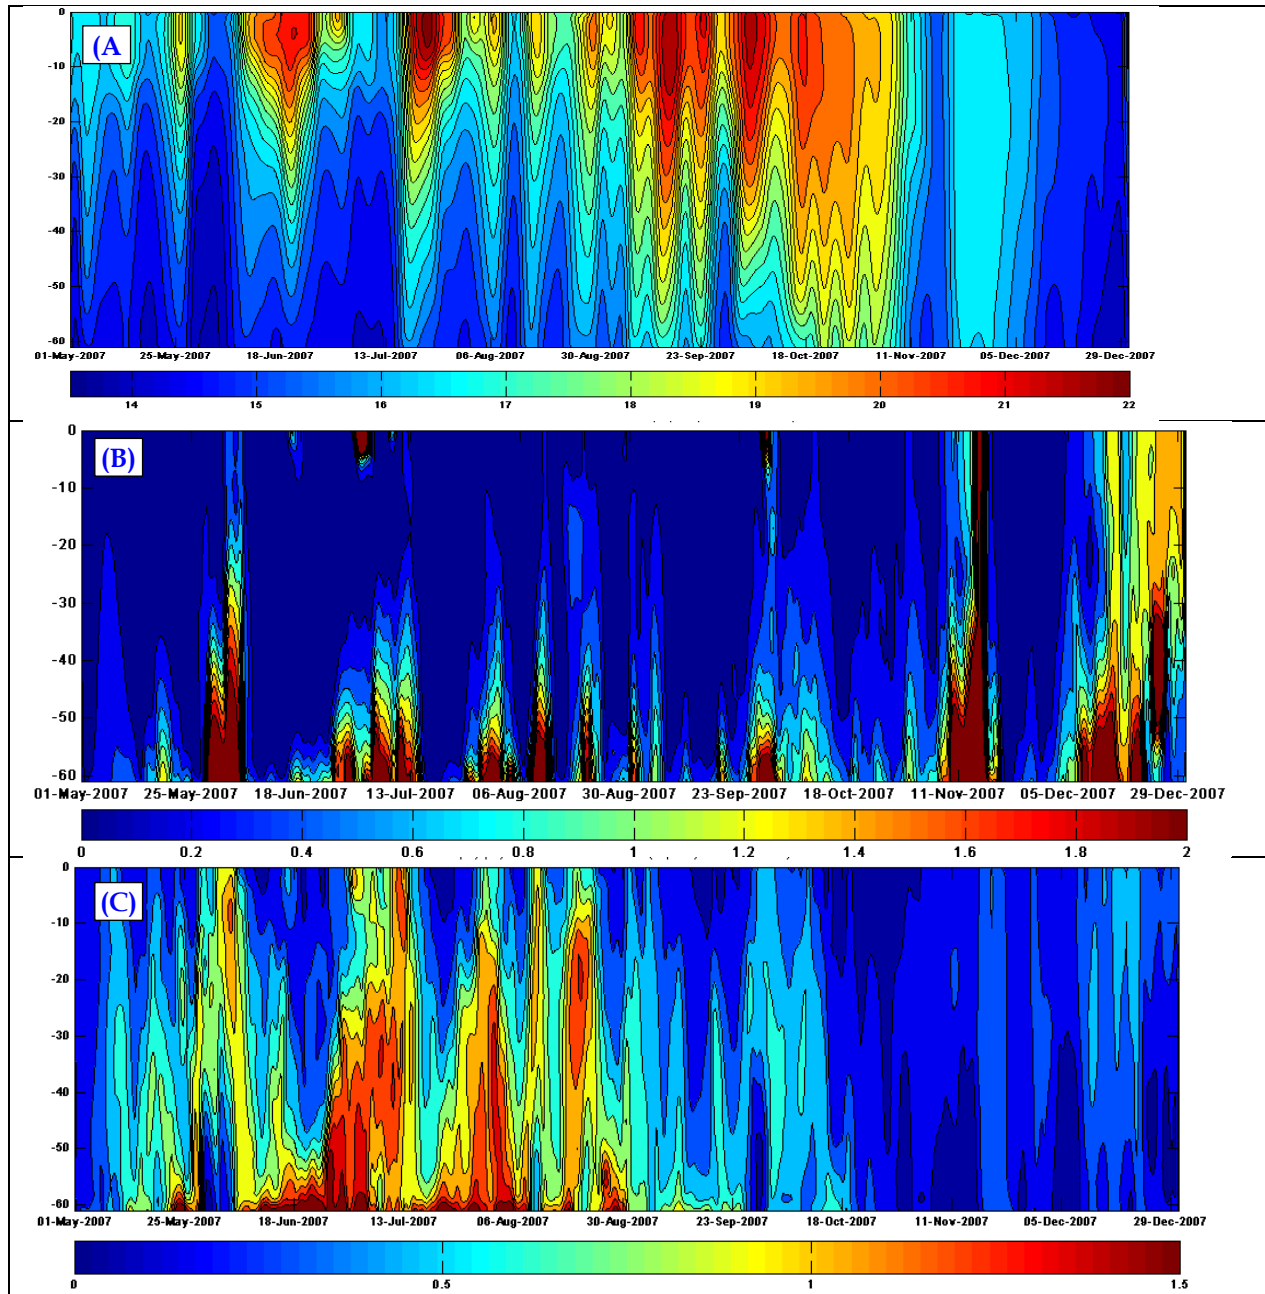 (A
0
-10
-20
-30
-40
-50
-60
01-May-2007 25-May-2007 18-Jun-2007 13-Jul-2007 06-Aug-2007 30-Aug-2007 23-Sep-2007 18-Oct-2007 11-Nov-2007 05-Dec-2007 29-Dec-2007
14 15 16 17 18 19 20 21 22
(B)
0
-10
-20
-30
-40
-50
-60
01-May-2007 25-May-2007 18-Jun-2007 13-Jul-2007 06-Aug-2007 30-Aug-2007 23-Sep-2007 18-Oct-2007 11-Nov-2007 05-Dec-2007 29-Dec-2007
0 0.2 0.4 0.6 0.8 1 1.2 1.4 1.6 1.8 2
(C)
0
-10
-20
-30
-40
-50
-60
01-May-2007 25-May-2007 18-Jun-2007 13-Jul-2007 06-Aug-2007 30-Aug-2007 23-Sep-2007 18-Oct-2007 11-Nov-2007 05-Dec-2007 29-Dec-2007
0 0.5 1 1.5